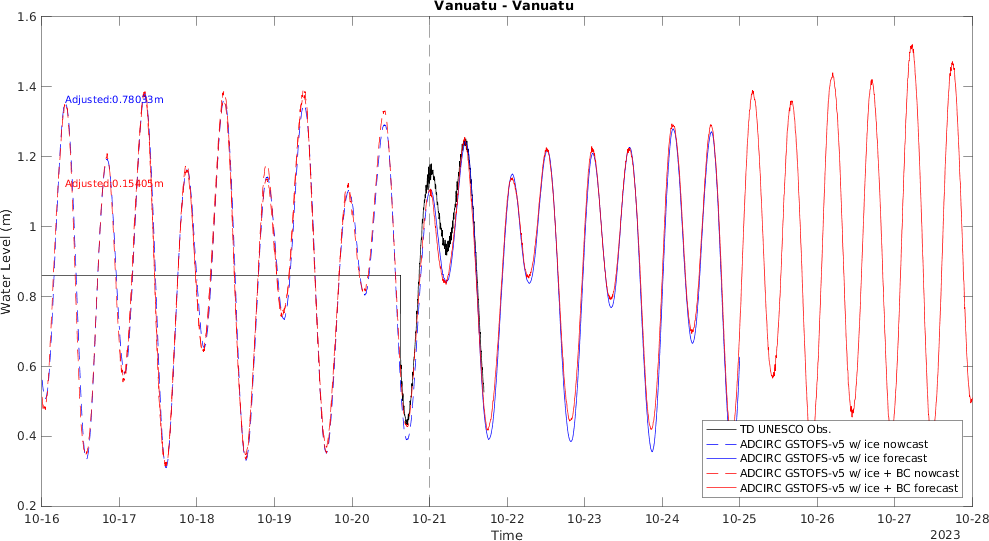 Vanuatu - Vanuatu
1.6
1.4
1.2
1
0.8
0.6
0.4
0.2
Water Level (m)
Adjusted:0.78033m
Adjusted:0.15405m
TD UNESCO Obs.
ADCIRC GSTOFS-v5 w/ ice nowcast
ADCIRC GSTOFS-v5 w/ ice forecast
ADCIRC GSTOFS-v5 w/ ice + BC nowcast
ADCIRC GSTOFS-v5 w/ ice + BC forecast
10-16 10-17 10-18 10-19 10-20 10-21 10-22 10-23 10-24 10-25 10-26 10-27 10-28
Time
2023